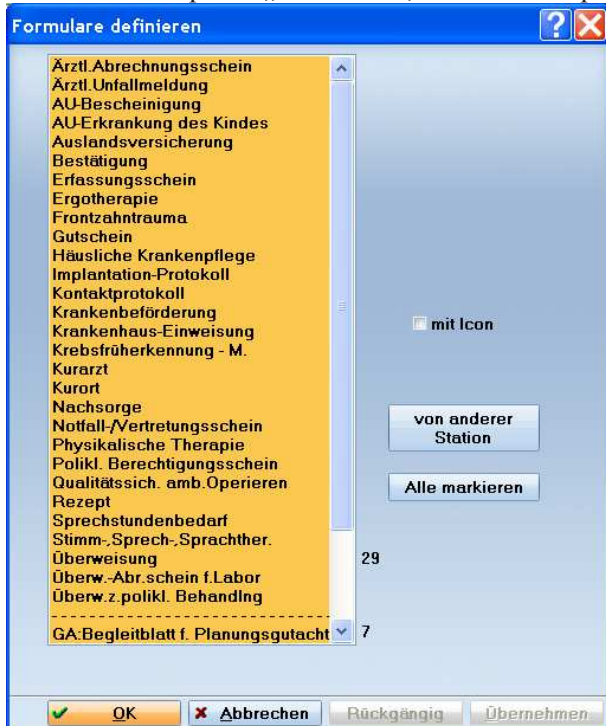 Formulare definieren
Ärztl.Abrechnungsschein
Ärztl.Unfallmeldung
AU-Bescheinigung
AU-Erkrankung des Kindes
Auslandsversicherung
Bestätigung
Erfassungsschein
Ergotherapie
Frontzahntrauma
Gutschein
Häusliche Krankenpflege
Implantation-Protokoll
Kontaktprotokoll
Krankenbeförderung
Krankenhaus-Einweisung
Krebsfrüherkennung - M.
Kurarzt
Kurort
Nachsorge
Notfall-/Vertretungsschein
Physikalische Therapie
Polikl. Berechtigungsschein
Qualitätssich. amb.Operieren
Rezept
Sprechstundenbedarf
Stimm-,Sprech-,Sprachther.
Überweisung
Überw.-Abr.schein f.Labor
Überw.z.polikl. Behandlng
GA:Begleitblatt f. Planungsgutacht
mit Icon
von anderer
Station
Alle markieren
29
7
OK
Abbrechen
Rückgängig
Übernehmen